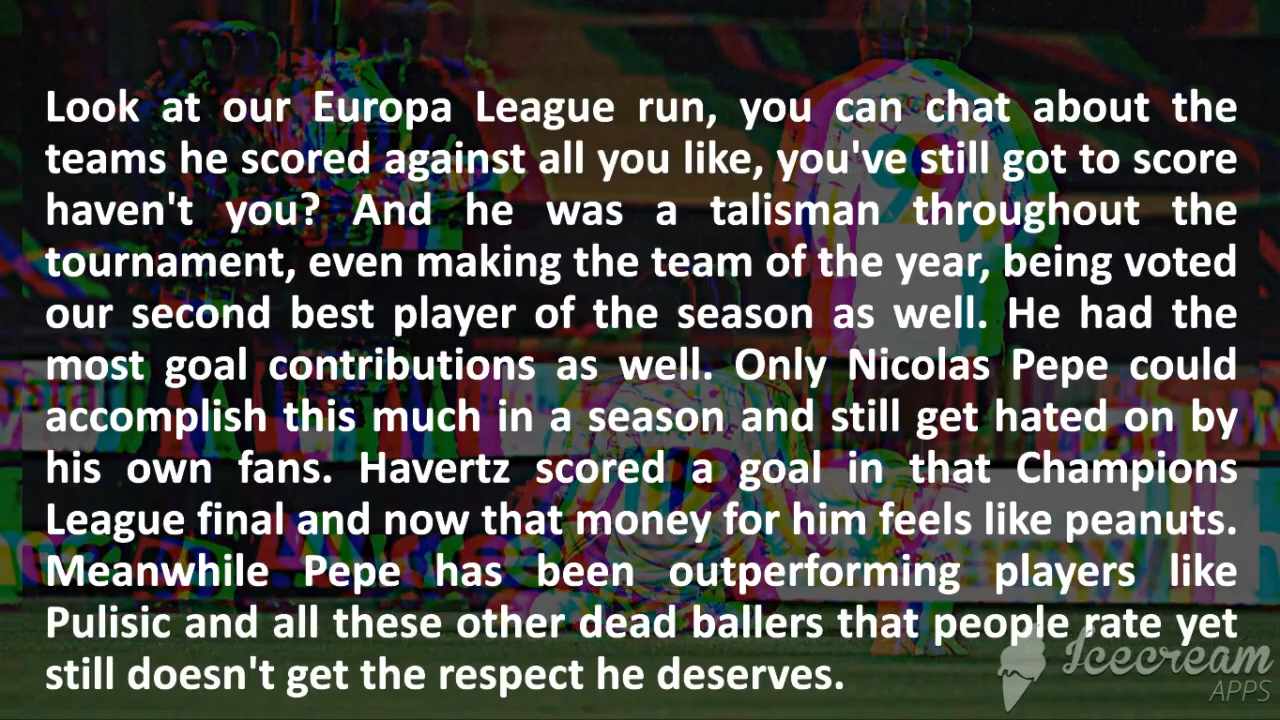 Look at our Europa League run, you can chat about the
teams he scored against all you like, you've still got to score
haven't you? And he was a talisman throughout the
tournament, even making the team of the year, being voted
our second best player of the season as well. He had the
most goal contributions as well. Only Nicolas Pepe could
accomplish this much in a season and still get hated on by
his own fans. Havertz scored a goal in that Champions
League final and now that money for him feels like peanuts.
Meanwhile Pepe has been outperforming players like
Pulisic and all these other dead ballers that people rate yet
still doesn't get the respect he deserves.
Icecream
APPS